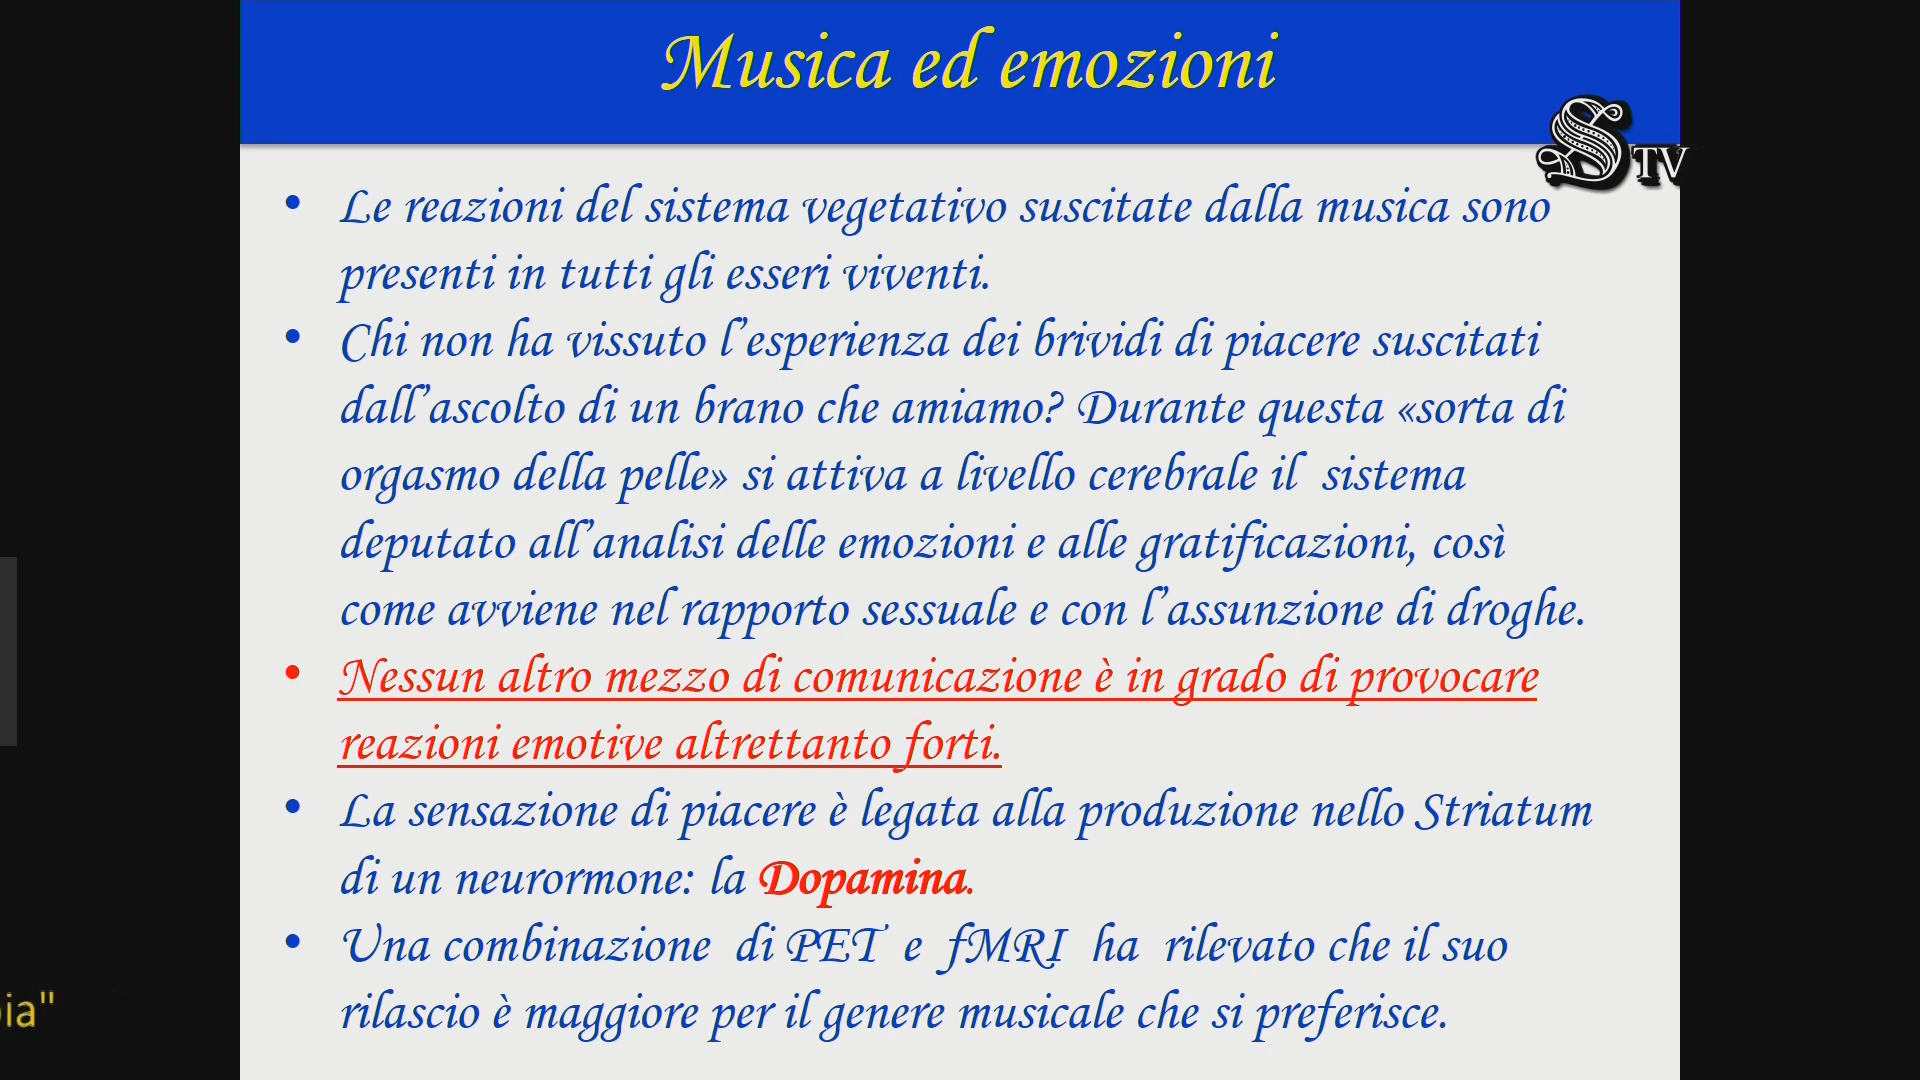 Musica ed emozioni
STV
• Le reazioni del sistema vegetativo suscitate dalla musica sono
presenti in tutti gli esseri viventi.
• Chi non ha vissuto l’esperienza dei brividi di piacere suscitati
dall’ascolto di un brano che amiamo? Durante questa «sorta di
orgasmo della pelle» si attiva a livello cerebrale il sistema
deputato all’analisi delle emozioni e alle gratificazioni, così
come avviene nel rapporto sessuale e con l’assunzione di droghe.
• Nessun altro mezzo di comunicazione è in grado di provocare
reazioni emotive altrettanto forti.
• La sensazione di piacere è legata alla produzione nello Striatum
di un neurormone: la Dopamina.
• Una combinazione di PET e fMRI ha rilevato che il suo
rilascio è maggiore per il genere musicale che si preferisce.